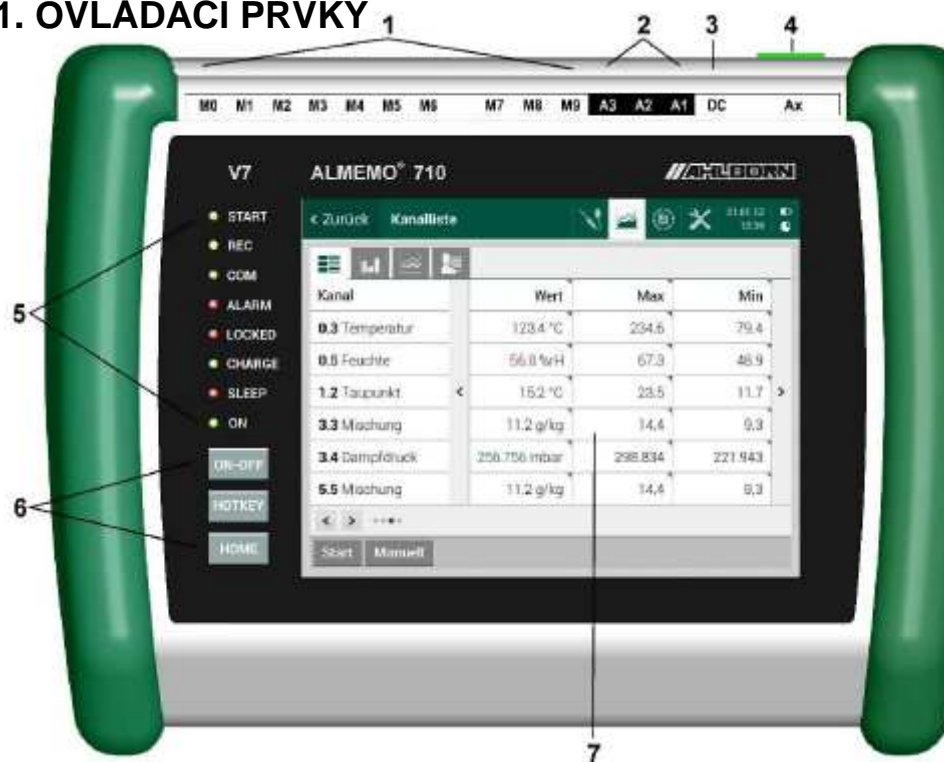 1. OVLÁDACÍ PRVKY
1 2 3 4
M0 M1 M2 M3 M4 M5 M6 M7 M8 M9 A3 A2 A1 DC Ax
V7 ALMEMO® 710 AHLBORN
START
REC
COM
ALARM
LOCKED
CHARGE
SLEEP
ON
ON-OFF
HOTKEY
HOME
5
6
< Zurück Kanalliste
Kanal Wert Max Min
0.3 Temperatur 123.4 °C 234.6 79.4
0.5 Feuchte 56.8 %rH 67.3 48.9
1.2 Taupunkt < 15.2 °C 23.5 11.7 >
3.3 Mischung 11.2 g/kg 14.4 9.3
3.4 Dampfdruck 256.756 mbar 298.834 221.943
5.5 Mischung 11.2 g/kg 14.4 9.3
< >
Start Manuell
7